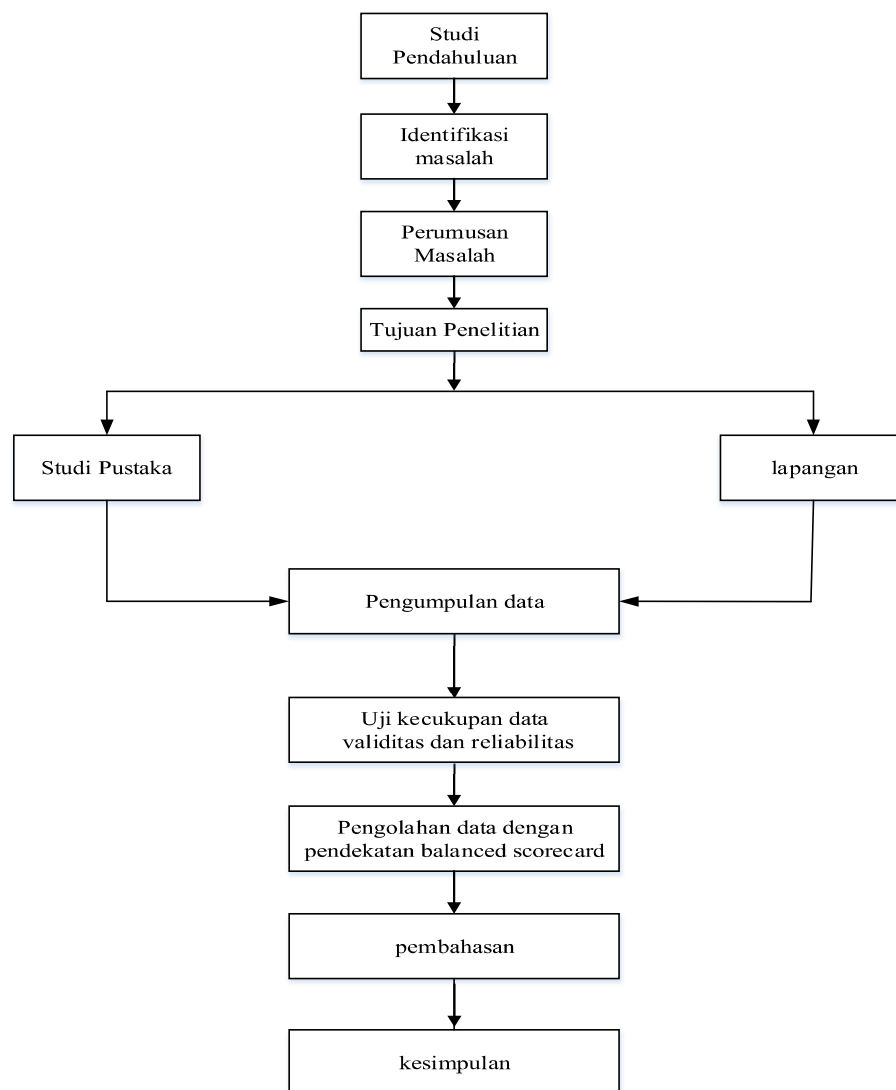 Studi
Pendahuluan
Identifikasi
masalah
Perumusan
Masalah
Tujuan Penelitian
Studi Pustaka
lapangan
Pengumpulan data
Uji kecukupan data
validitas dan reliabilitas
Pengolahan data dengan
pendekatan balanced scorecard
pembahasan
kesimpulan